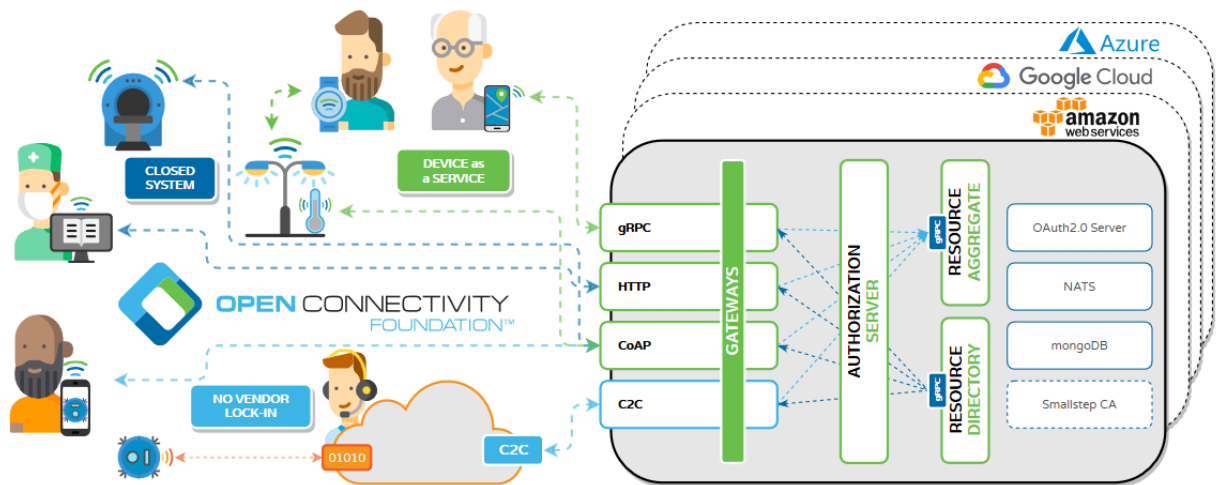 Azure
Google Cloud
amazon
web services
CLOSED
SYSTEM
DEVICE as
a SERVICE
OPEN CONNECTIVITY
FOUNDATION™
NO VENDOR
LOCK-IN
01010
C2C
gRPC
HTTP
CoAP
C2C
GATEWAYS
AUTHORIZATION
SERVER
gRPC
RESOURCE
AGGREGATE
gRPC
RESOURCE
DIRECTORY
OAuth2.0 Server
NATS
mongoDB
Smallstep CA